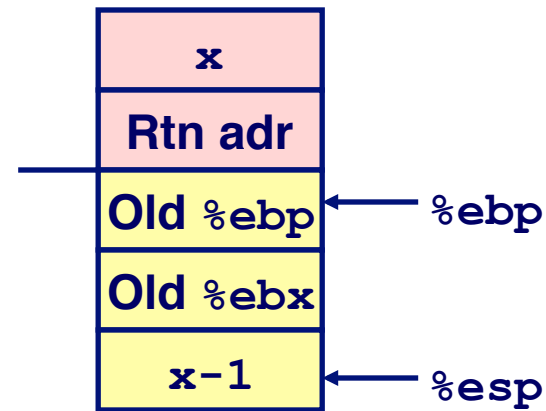 x
Rtn adr
Old %ebp
%ebp
Old %ebx
x-1
%esp